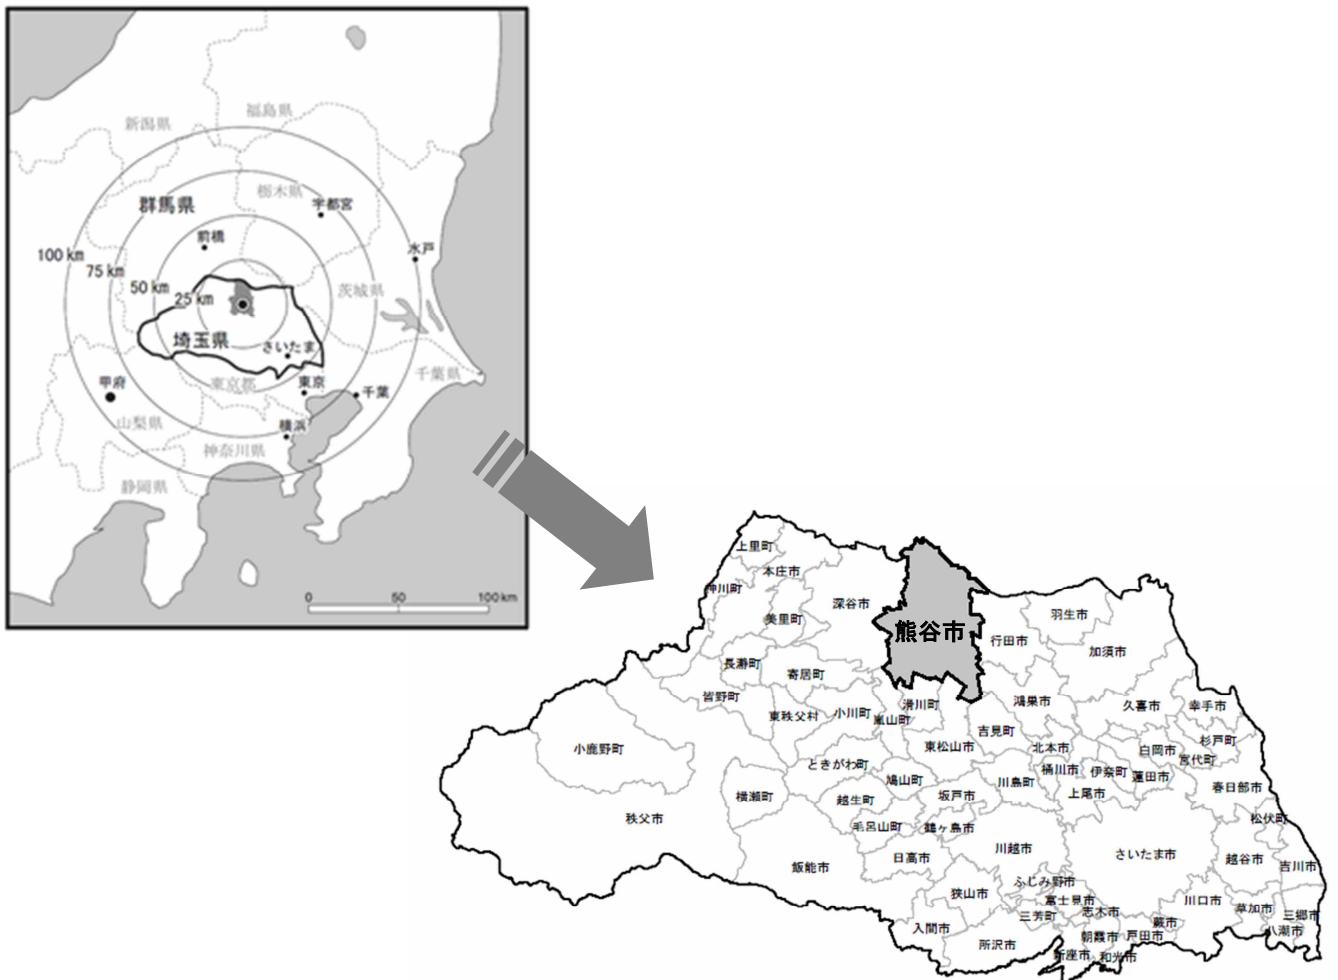 新潟県
福島県
栃木県
群馬県
宇都宮
前橋
水戸
100 km
75 km
50 km
25 km
茨城県
埼玉県
さいたま
東京都
東京
千葉県
甲府
千葉
山梨県
横浜
神奈川県
静岡県
0 50 100 km
上里町
本庄市
神川町
深谷市
美里町
熊谷市
羽生市
行田市
加須市
長瀞町
寄居町
皆野町
東秩父村
小川町
嵐山町
滑川町
鴻巣市
久喜市
幸手市
吉見町
小鹿野町
東松山市
北本市
白岡市
杉戸町
宮代町
ときがわ町
鳩山町
川島町
桶川市
伊奈町
蓮田市
横瀬町
越生町
坂戸市
上尾市
春日部市
秩父市
毛呂山町
鶴ヶ島市
松伏町
川越市
さいたま市
飯能市
日高市
越谷市
吉川市
ふじみ野市
狭山市
富士見市
川口市
三芳町
志木市
草加市
三郷市
入間市
蕨市
八潮市
所沢市
朝霞市
戸田市
新座市
和光市